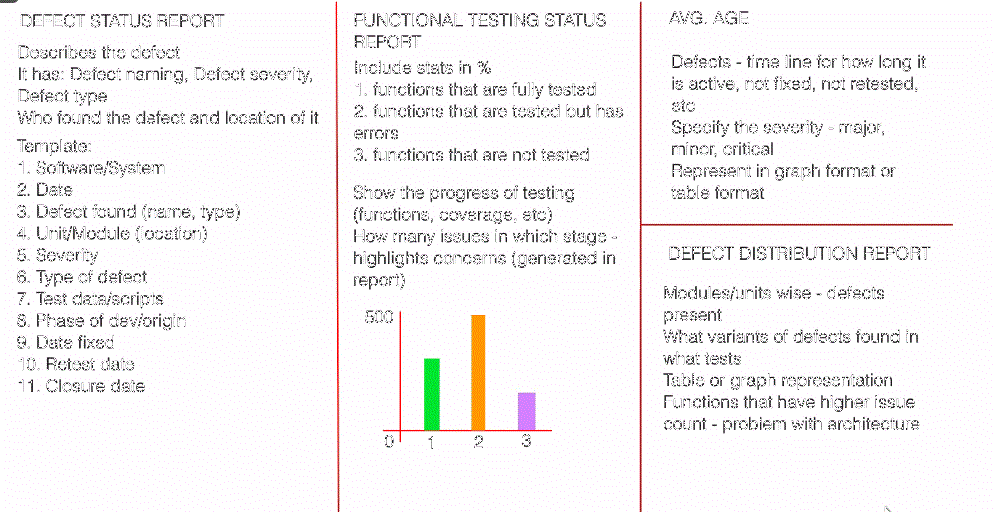 DEFECT STATUS REPORT
Describes the defect
It has: Defect naming, Defect severity,
Defect type
Who found the defect and location of it
Template:
1. Software/System
2. Date
3. Defect found (name, type)
4. Unit/Module (location)
5. Severity
6. Type of defect
7. Test data/scripts
8. Phase of dev/origin
9. Date fixed
10. Retest date
11. Closure date
FUNCTIONAL TESTING STATUS
REPORT
Include stats in %
1. functions that are fully tested
2. functions that are tested but has
errors
3. functions that are not tested
Show the progress of testing
(functions, coverage, etc)
How many issues in which stage -
highlights concerns (generated in
report)
500
0 1 2 3
AVG. AGE
Defects - time line for how long it
is active, not fixed, not retested,
etc
Specify the severity - major,
minor, critical
Represent in graph format or
table format
DEFECT DISTRIBUTION REPORT
Modules/units wise - defects
present
What variants of defects found in
what tests
Table or graph representation
Functions that have higher issue
count - problem with architecture